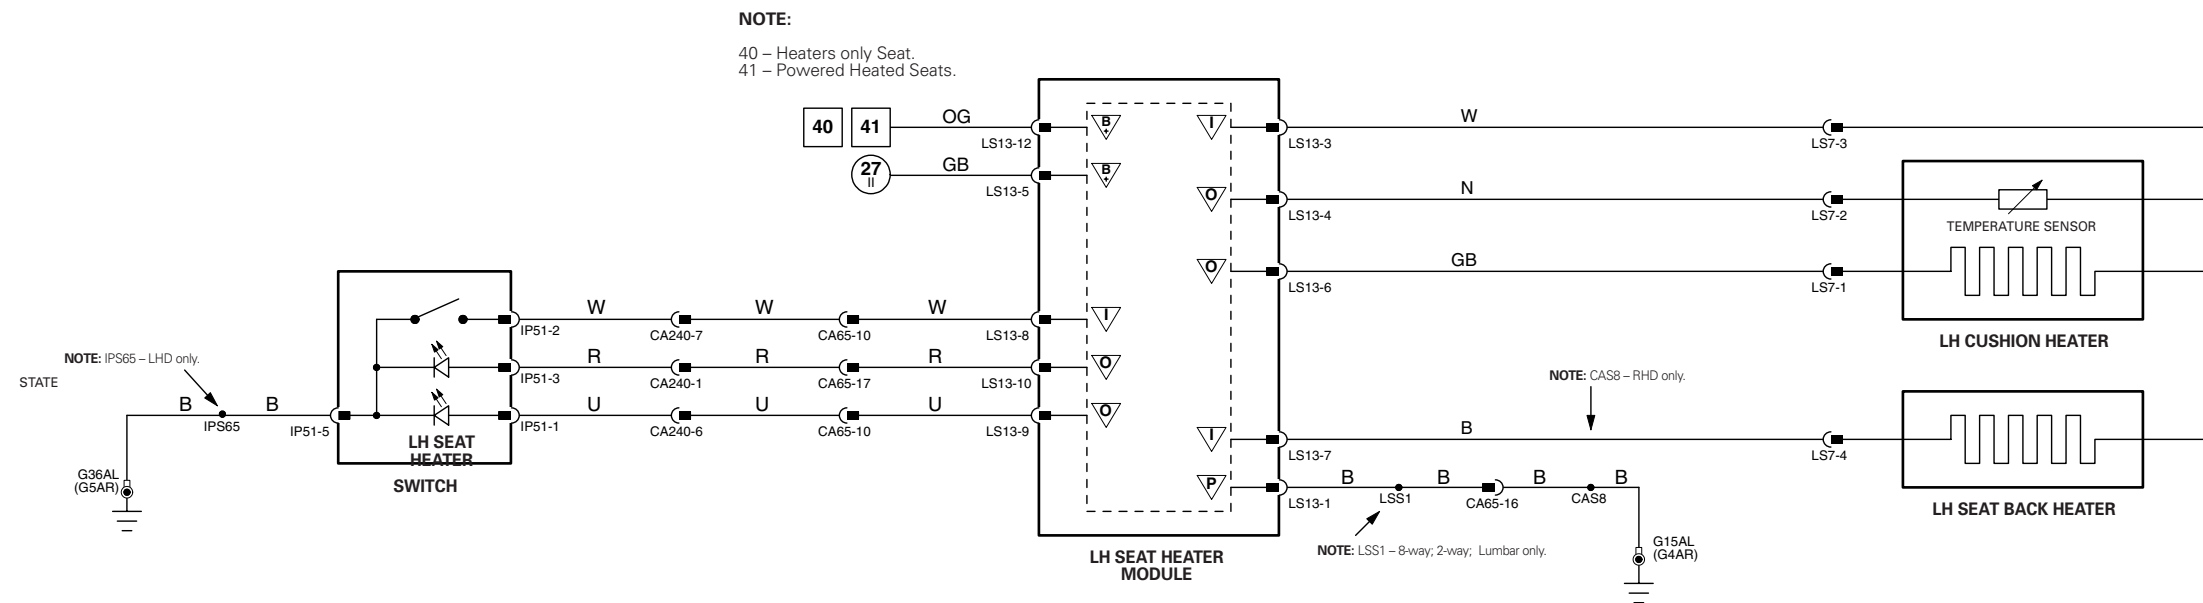 NOTE:
40 – Heaters only Seat.
41 – Powered Heated Seats.
40 41 OG LS13-12 B+ I LS13-3 W LS7-3
27 II GB LS13-5 B+ O LS13-4 N LS7-2
TEMPERATURE SENSOR
O LS13-6 GB LS7-1
LH CUSHION HEATER
IP51-2 W CA240-7 W CA65-10 W LS13-8 I
IP51-3 R CA240-1 R CA65-17 R LS13-10 O
IP51-1 U CA240-6 U CA65-10 U LS13-9 O
NOTE: IPS65 – LHD only.
STATE
B IPS65 B IP51-5
G36AL
(G5AR)
LH SEAT
HEATER
SWITCH
NOTE: CAS8 – RHD only.
I LS13-7 B LS7-4
P LS13-1 B LSS1 B CA65-16 B CAS8 B
LH SEAT BACK HEATER
NOTE: LSS1 – 8-way; 2-way; Lumbar only.
G15AL
(G4AR)
LH SEAT HEATER
MODULE